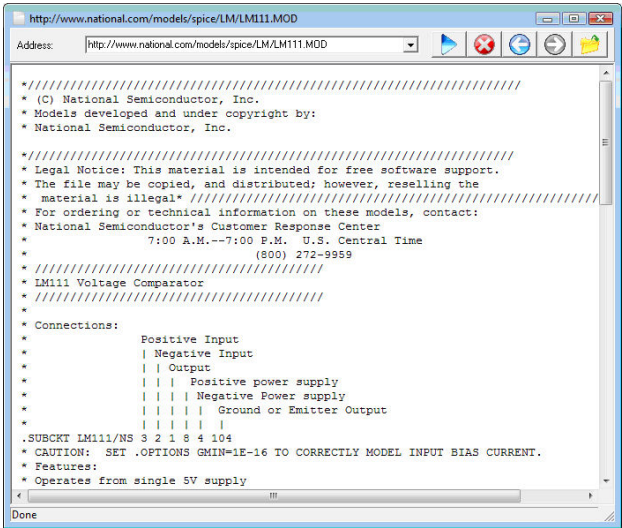 http://www.national.com/models/spice/LM/LM111.MOD
Address: http://www.national.com/models/spice/LM/LM111.MOD
*//////////////////////////////////////////////////////////////////////
* (C) National Semiconductor, Inc.
* Models developed and under copyright by:
* National Semiconductor, Inc.
*/////////////////////////////////////////////////////////////////////
* Legal Notice: This material is intended for free software support.
* The file may be copied, and distributed; however, reselling the
*  material is illegal* //////////////////////////////////////////////////////////
* For ordering or technical information on these models, contact:
* National Semiconductor's Customer Response Center
*                 7:00 A.M.--7:00 P.M.  U.S. Central Time
*                                (800) 272-9959
* /////////////////////////////////////////
* LM111 Voltage Comparator
* /////////////////////////////////////////
*
* Connections:
*                Positive Input
*                | Negative Input
*                | | Output
*                | | |  Positive power supply
*                | | | | Negative Power supply
*                | | | | |  Ground or Emitter Output
*                | | | | |  |
.SUBCKT LM111/NS 3 2 1 8 4 104
* CAUTION:  SET .OPTIONS GMIN=1E-16 TO CORRECTLY MODEL INPUT BIAS CURRENT.
* Features:
* Operates from single 5V supply
Done